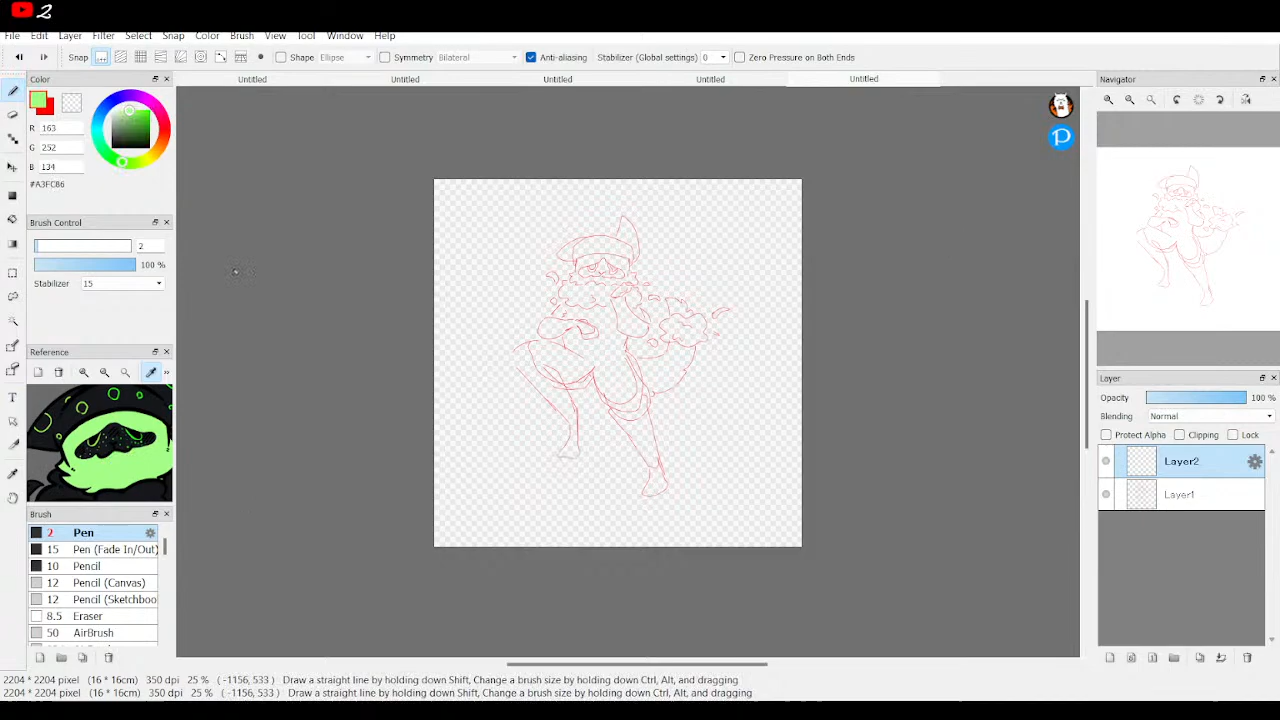 2
File Edit Layer Filter Select Snap Color Brush View Tool Window Help
Snap Shape Ellipse Symmetry Bilateral Anti-aliasing Stabilizer (Global settings) 0 Zero Pressure on Both Ends
Color Untitled Untitled Untitled Untitled Untitled Navigator
R 163
G 252
B 134
#A3FC86
Brush Control
2
100 %
Stabilizer 15
Reference
Brush
2 Pen
15 Pen (Fade In/Out)
10 Pencil
12 Pencil (Canvas)
12 Pencil (Sketchboo
8.5 Eraser
50 AirBrush
Layer
Opacity 100 %
Blending Normal
Protect Alpha Clipping Lock
Layer2
Layer1
2204 * 2204 pixel (16 * 16cm) 350 dpi 25 % ( -1156, 533 ) Draw a straight line by holding down Shift, Change a brush size by holding down Ctrl, Alt, and dragging
2204 * 2204 pixel (16 * 16cm) 350 dpi 25 % ( -1156, 533 ) Draw a straight line by holding down Shift, Change a brush size by holding down Ctrl, Alt, and dragging